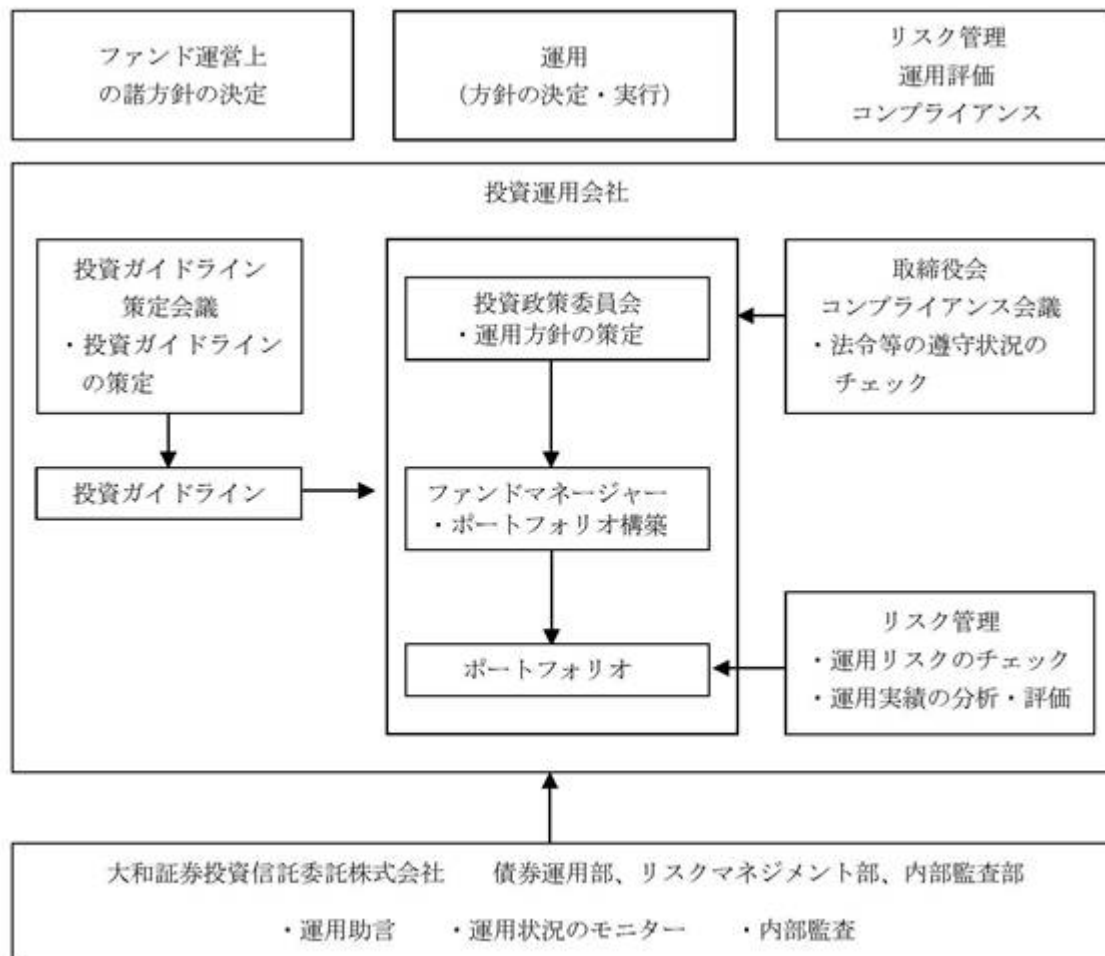 ファンド運営上
の諸方針の決定
運用
(方針の決定・実行)
リスク管理
運用評価
コンプライアンス
投資運用会社
投資ガイドライン
策定会議
・投資ガイドライン
の策定
投資ガイドライン
投資政策委員会
・運用方針の策定
ファンドマネージャー
・ポートフォリオ構築
ポートフォリオ
取締役会
コンプライアンス会議
・法令等の遵守状況の
チェック
リスク管理
・運用リスクのチェック
・運用実績の分析・評価
大和証券投資信託委託株式会社 債券運用部、リスクマネジメント部、内部監査部
・運用助言 ・運用状況のモニター ・内部監査